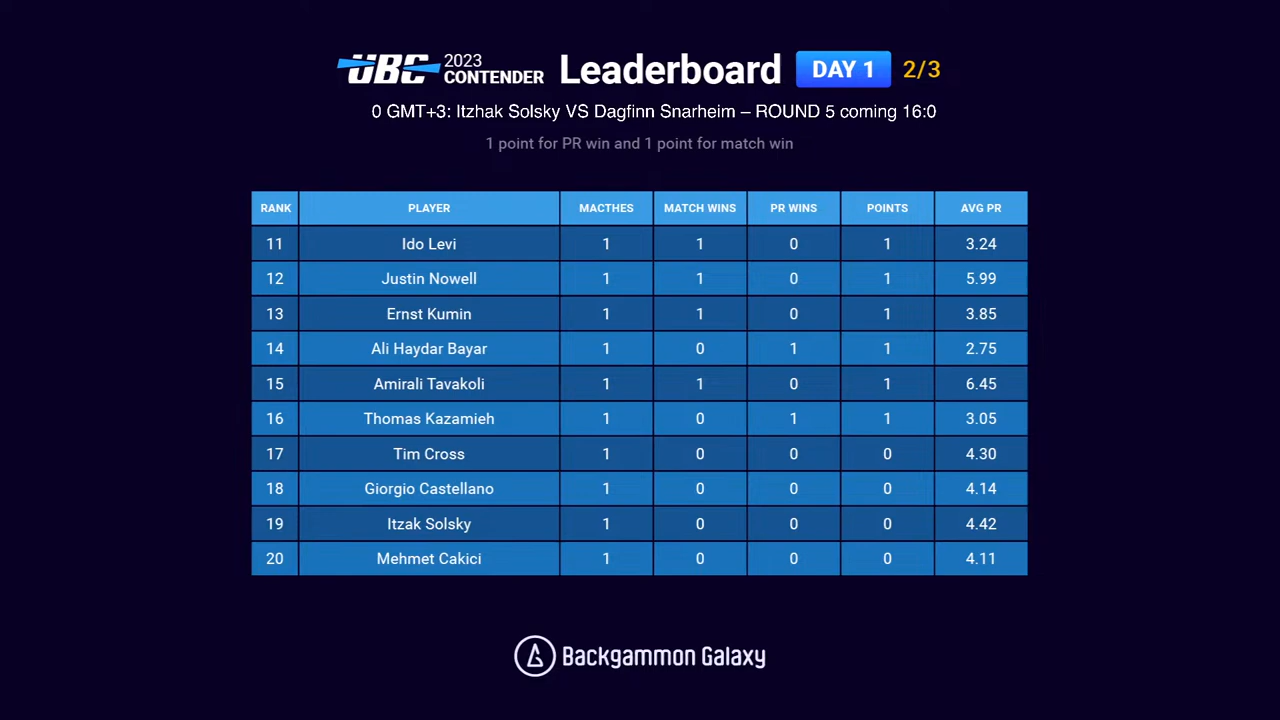 UBC 2023 CONTENDER Leaderboard DAY 1 2/3
0 GMT+3: Itzhak Solsky VS Dagfinn Snarheim – ROUND 5 coming 16:0
1 point for PR win and 1 point for match win
RANK PLAYER MACTHES MATCH WINS PR WINS POINTS AVG PR
11 Ido Levi 1 1 0 1 3.24
12 Justin Nowell 1 1 0 1 5.99
13 Ernst Kumin 1 1 0 1 3.85
14 Ali Haydar Bayar 1 0 1 1 2.75
15 Amirali Tavakoli 1 1 0 1 6.45
16 Thomas Kazamieh 1 0 1 1 3.05
17 Tim Cross 1 0 0 0 4.30
18 Giorgio Castellano 1 0 0 0 4.14
19 Itzak Solsky 1 0 0 0 4.42
20 Mehmet Cakici 1 0 0 0 4.11
Backgammon Galaxy